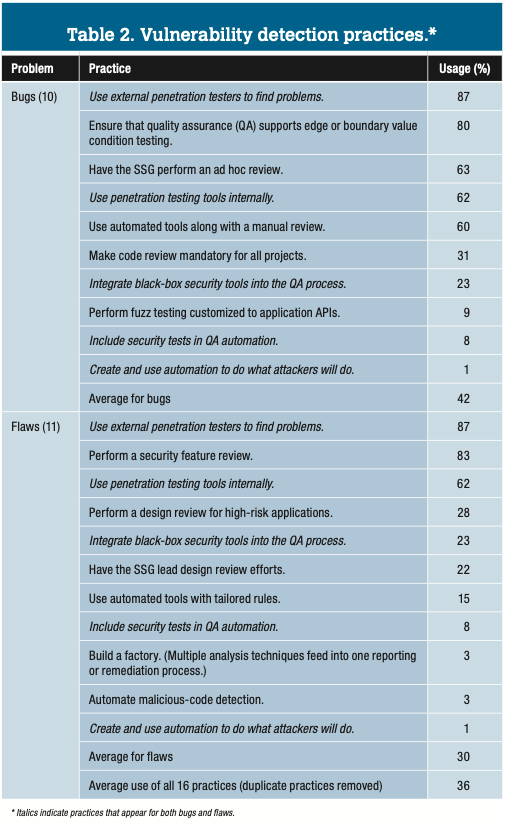 Table 2. Vulnerability detection practices.*
Problem Practice Usage (%)
Bugs (10) Use external penetration testers to find problems. 87
Ensure that quality assurance (QA) supports edge or boundary value
condition testing. 80
Have the SSG perform an ad hoc review. 63
Use penetration testing tools internally. 62
Use automated tools along with a manual review. 60
Make code review mandatory for all projects. 31
Integrate black-box security tools into the QA process. 23
Perform fuzz testing customized to application APIs. 9
Include security tests in QA automation. 8
Create and use automation to do what attackers will do. 1
Average for bugs 42
Flaws (11) Use external penetration testers to find problems. 87
Perform a security feature review. 83
Use penetration testing tools internally. 62
Perform a design review for high-risk applications. 28
Integrate black-box security tools into the QA process. 23
Have the SSG lead design review efforts. 22
Use automated tools with tailored rules. 15
Include security tests in QA automation. 8
Build a factory. (Multiple analysis techniques feed into one reporting
or remediation process.) 3
Automate malicious-code detection. 3
Create and use automation to do what attackers will do. 1
Average for flaws 30
Average use of all 16 practices (duplicate practices removed) 36
* Italics indicate practices that appear for both bugs and flaws.